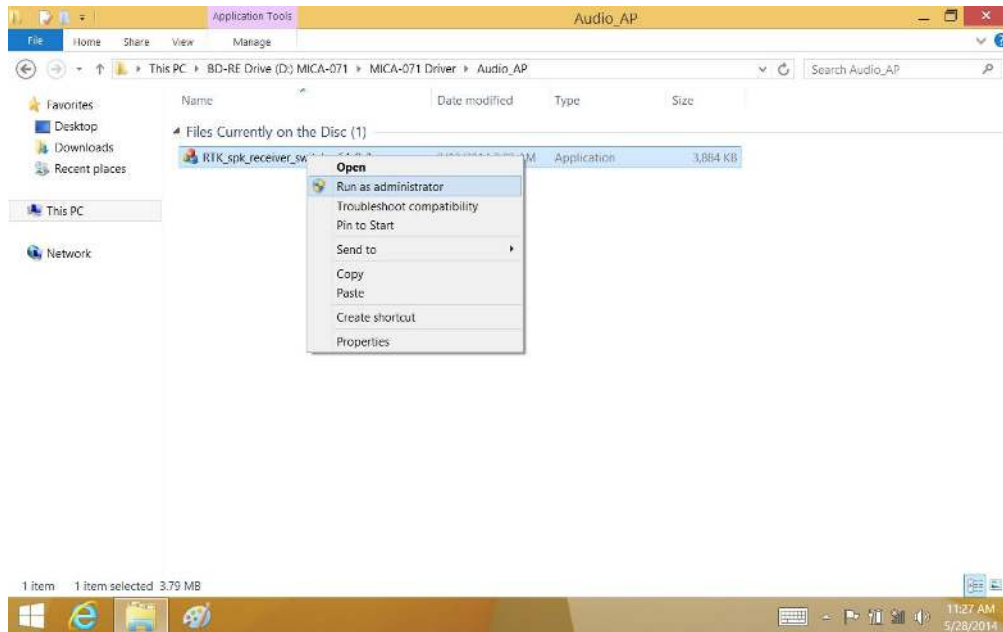 Application Tools
Audio_AP
File Home Share View Manage
This PC BD-RE Drive (D:) MICA-071 MICA-071 Driver Audio_AP
Search Audio_AP
Favorites
Desktop
Downloads
Recent places
This PC
Network
Name Date modified Type Size
Files Currently on the Disc (1)
AM Application 3,884 KB
Open
Run as administrator
Troubleshoot compatibility
Pin to Start
Send to
Copy
Paste
Create shortcut
Properties
1 item 1 item selected 3.79 MB
11:27 AM
5/28/2014